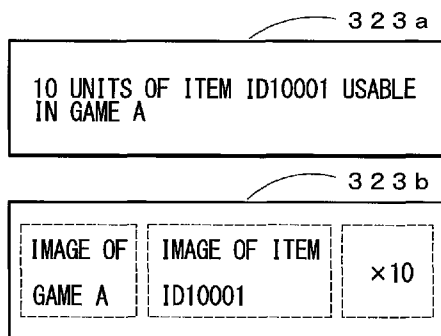 323a
10 UNITS OF ITEM ID10001 USABLE
IN GAME A
323b
IMAGE OF GAME A
IMAGE OF ITEM ID10001
×10